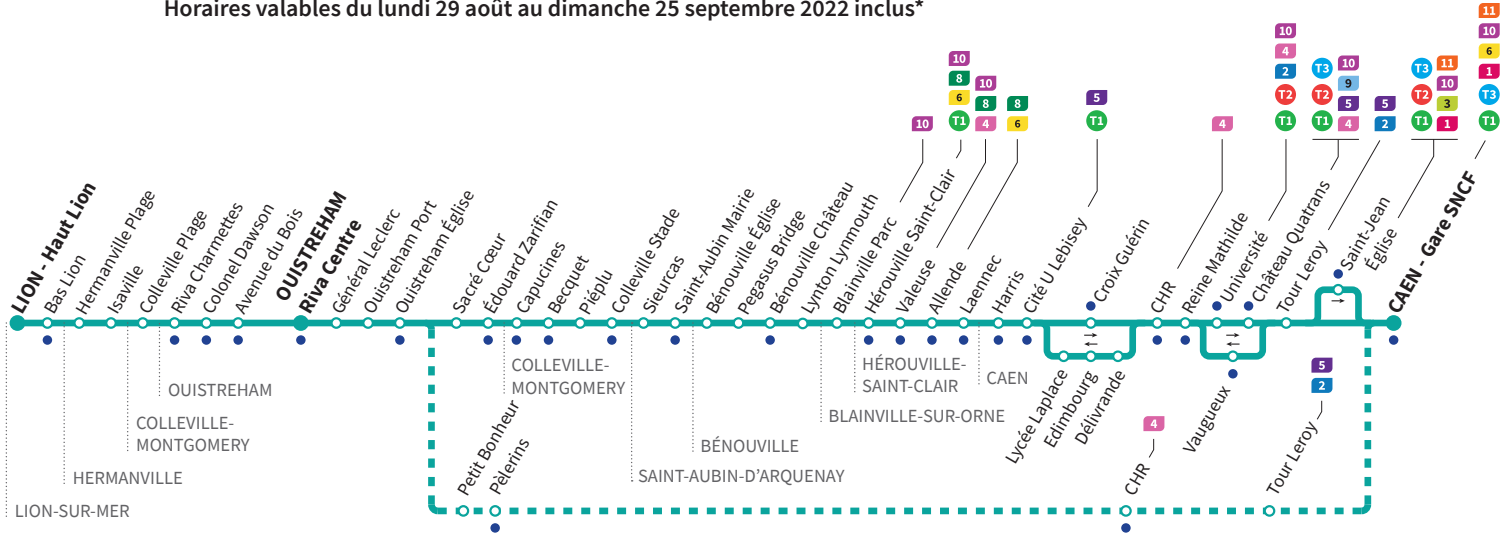 Horaires valables du lundi 29 août au dimanche 25 septembre 2022 inclus*
10
10
8
6
T1
10
8
4
8
6
5
T1
4
10
4
2
T2
T1
T3
T2
T1
10
9
5
4
5
2
T3
T2
T1
11
10
3
1
11
10
6
1
T3
T1
LION - Haut Lion
Bas Lion
Hermanville Plage
Isaville
Colleville Plage
Riva Charmettes
Colonel Dawson
Avenue du Bois
OUISTREHAM
Riva Centre
Général Leclerc
Ouistreham Port
Ouistreham Église
Sacré Cœur
Édouard Zarifian
Capucines
Becquet
Piéplu
Colleville Stade
Sieurcas
Saint-Aubin Mairie
Bénouville Église
Pegasus Bridge
Bénouville Château
Lynton Lynmouth
Blainville Parc
Hérouville Saint-Clair
Valeuse
Allende
Laennec
Harris
Cité U Lebisey
Croix Guérin
CHR
Reine Mathilde
Université
Château Quatrans
Tour Leroy
Saint-Jean
Église
CAEN - Gare SNCF
Lycée Laplace
Edimbourg
Délivrande
Vaugueux
LION-SUR-MER
HERMANVILLE
COLLEVILLE-
MONTGOMERY
OUISTREHAM
COLLEVILLE-
MONTGOMERY
SAINT-AUBIN-D'ARQUENAY
BÉNOUVILLE
BLAINVILLE-SUR-ORNE
HÉROUVILLE-
SAINT-CLAIR
CAEN
Petit Bonheur
Pèlerins
4
CHR
5
2
Tour Leroy